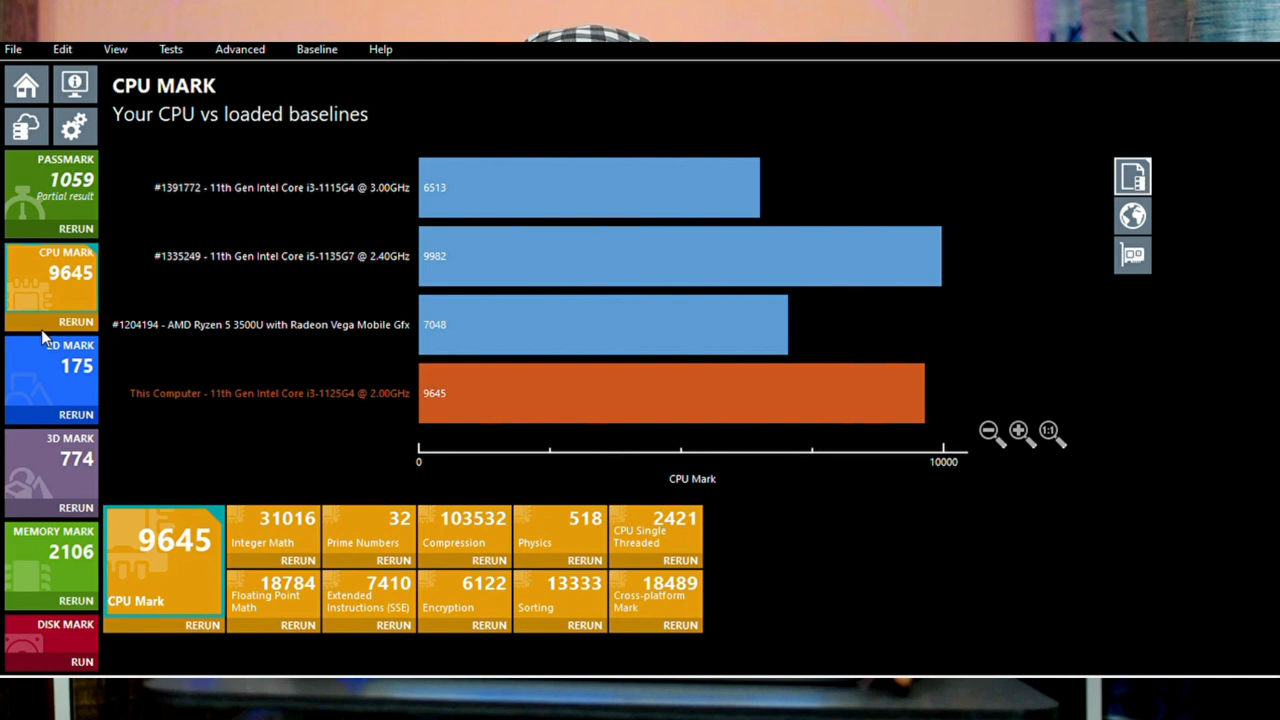 File Edit View Tests Advanced Baseline Help
CPU MARK
Your CPU vs loaded baselines
PASSMARK
1059
Partial result
RERUN
CPU MARK
9645
RERUN
2D MARK
175
RERUN
3D MARK
774
RERUN
MEMORY MARK
2106
RERUN
DISK MARK
RUN
#1391772 - 11th Gen Intel Core i3-1115G4 @ 3.00GHz 6513
#1335249 - 11th Gen Intel Core i5-1135G7 @ 2.40GHz 9982
#1204194 - AMD Ryzen 5 3500U with Radeon Vega Mobile Gfx 7048
This Computer - 11th Gen Intel Core i3-1125G4 @ 2.00GHz 9645
0 10000
CPU Mark
1:1
9645
CPU Mark
RERUN
31016
Integer Math
RERUN
32
Prime Numbers
RERUN
103532
Compression
RERUN
518
Physics
RERUN
2421
CPU Single
Threaded
RERUN
18784
Floating Point
Math
RERUN
7410
Extended
Instructions (SSE)
RERUN
6122
Encryption
RERUN
13333
Sorting
RERUN
18489
Cross-platform
Mark
RERUN